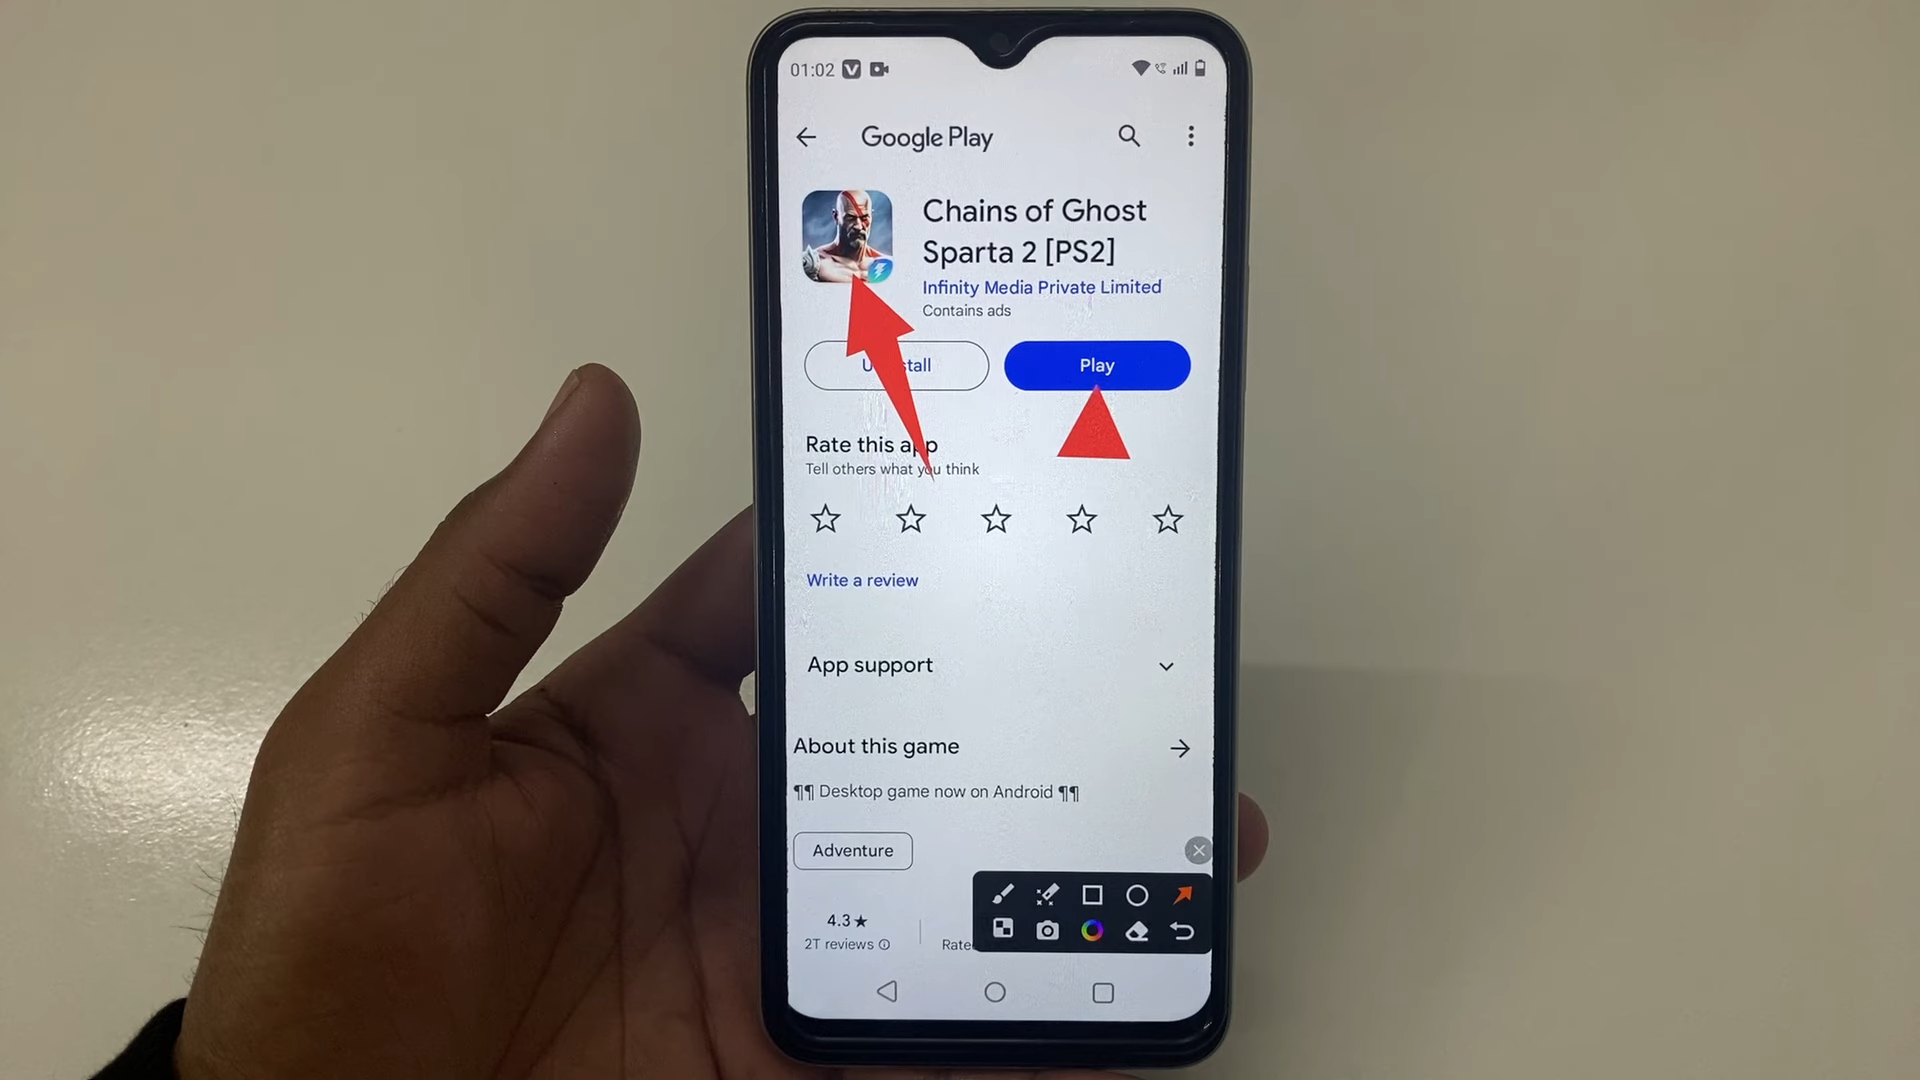 01:02
Google Play
Chains of Ghost
Sparta 2 [PS2]
Infinity Media Private Limited
Contains ads
Play
Rate this app
Tell others what you think
Write a review
App support
About this game
¶¶ Desktop game now on Android ¶¶
Adventure
4.3★
2T reviews